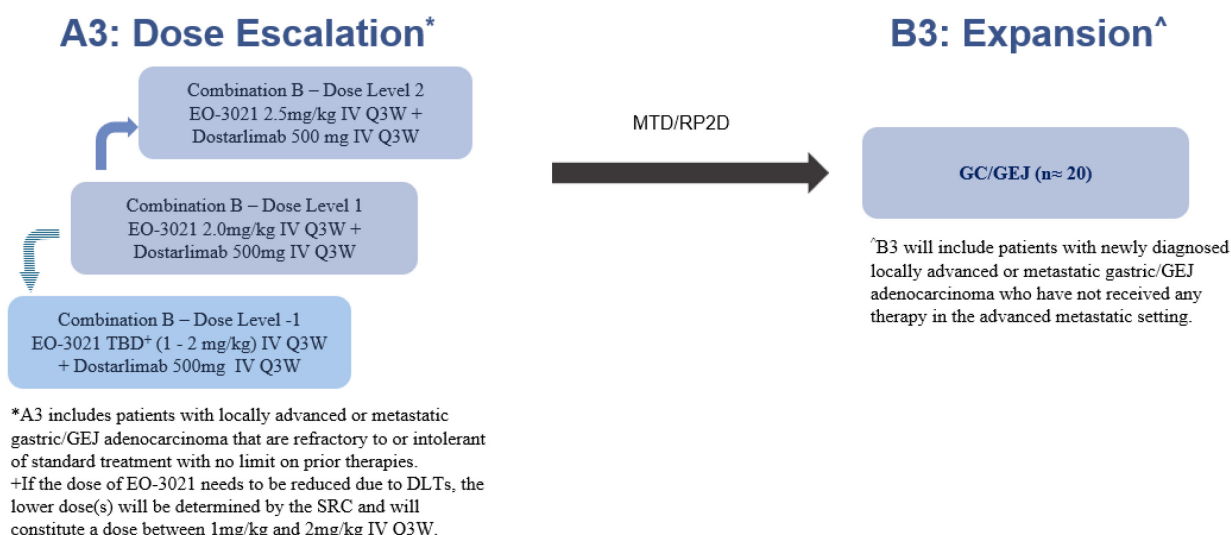 A3: Dose Escalation*
Combination B – Dose Level 2
EO-3021 2.5mg/kg IV Q3W +
Dostarlimab 500 mg IV Q3W
Combination B – Dose Level 1
EO-3021 2.0mg/kg IV Q3W +
Dostarlimab 500mg IV Q3W
Combination B – Dose Level -1
EO-3021 TBD+ (1 - 2 mg/kg) IV Q3W
+ Dostarlimab 500mg IV Q3W
*A3 includes patients with locally advanced or metastatic
gastric/GEJ adenocarcinoma that are refractory to or intolerant
of standard treatment with no limit on prior therapies.
+If the dose of EO-3021 needs to be reduced due to DLTs, the
lower dose(s) will be determined by the SRC and will
constitute a dose between 1mg/kg and 2mg/kg IV Q3W.
MTD/RP2D
B3: Expansion^
GC/GEJ (n≈ 20)
^B3 will include patients with newly diagnosed
locally advanced or metastatic gastric/GEJ
adenocarcinoma who have not received any
therapy in the advanced metastatic setting.